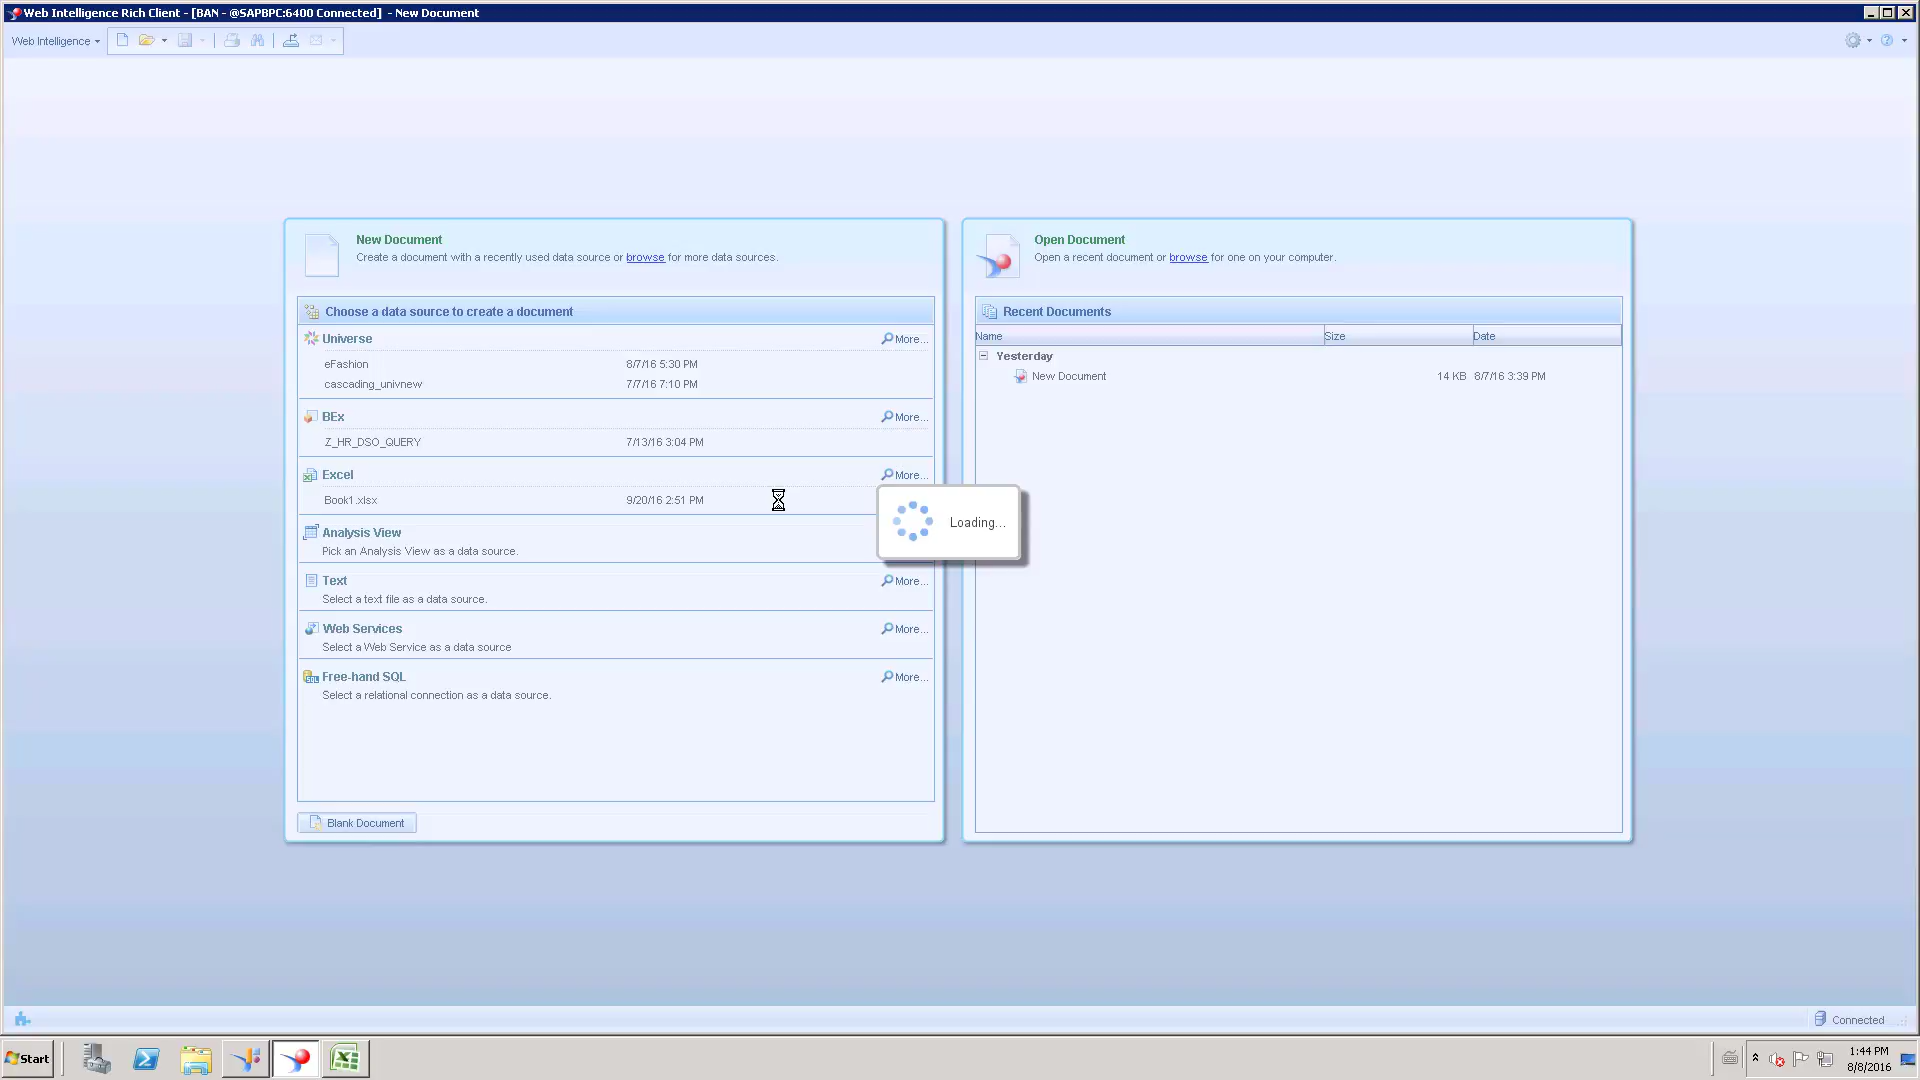 Web Intelligence Rich Client - [BAN - @SAPBPC:6400 Connected] - New Document
Web Intelligence
New Document
Create a document with a recently used data source or browse for more data sources.
Choose a data source to create a document
Universe More...
eFashion 8/7/16 5:30 PM
cascading_univnew 7/7/16 7:10 PM
BEx More...
Z_HR_DSO_QUERY 7/13/16 3:04 PM
Excel More...
Book1.xlsx 9/20/16 2:51 PM
Analysis View
Pick an Analysis View as a data source.
Text More...
Select a text file as a data source.
Web Services More...
Select a Web Service as a data source
Free-hand SQL More...
Select a relational connection as a data source.
Blank Document
Open Document
Open a recent document or browse for one on your computer.
Recent Documents
Name Size Date
Yesterday
New Document 14 KB 8/7/16 3:39 PM
Loading...
Connected
Start
1:44 PM
8/8/2016